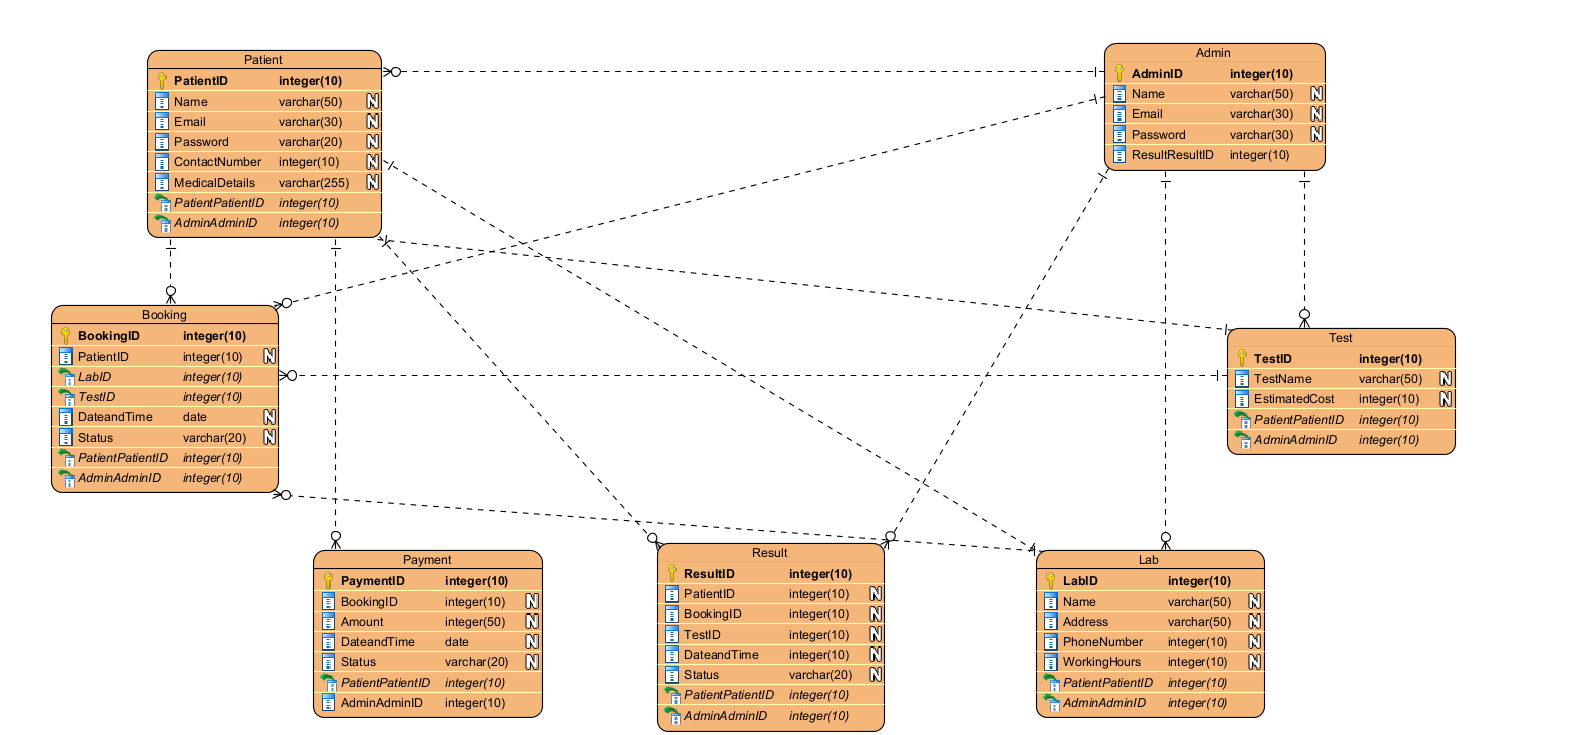 Patient
PatientID integer(10)
Name varchar(50) N
Email varchar(30) N
Password varchar(20) N
ContactNumber integer(10) N
MedicalDetails varchar(255) N
PatientPatientID integer(10)
AdminAdminID integer(10)
Admin
AdminID integer(10)
Name varchar(50) N
Email varchar(30) N
Password varchar(30) N
ResultResultID integer(10)
Booking
BookingID integer(10)
PatientID integer(10) N
LabID integer(10)
TestID integer(10)
DateandTime date N
Status varchar(20) N
PatientPatientID integer(10)
AdminAdminID integer(10)
Test
TestID integer(10)
TestName varchar(50) N
EstimatedCost integer(10) N
PatientPatientID integer(10)
AdminAdminID integer(10)
Payment
PaymentID integer(10)
BookingID integer(10) N
Amount integer(50) N
DateandTime date N
Status varchar(20) N
PatientPatientID integer(10)
AdminAdminID integer(10)
Result
ResultID integer(10)
PatientID integer(10) N
BookingID integer(10) N
TestID integer(10) N
DateandTime integer(10) N
Status varchar(20) N
PatientPatientID integer(10)
AdminAdminID integer(10)
Lab
LabID integer(10)
Name varchar(50) N
Address varchar(50) N
PhoneNumber integer(10) N
WorkingHours integer(10) N
PatientPatientID integer(10)
AdminAdminID integer(10)